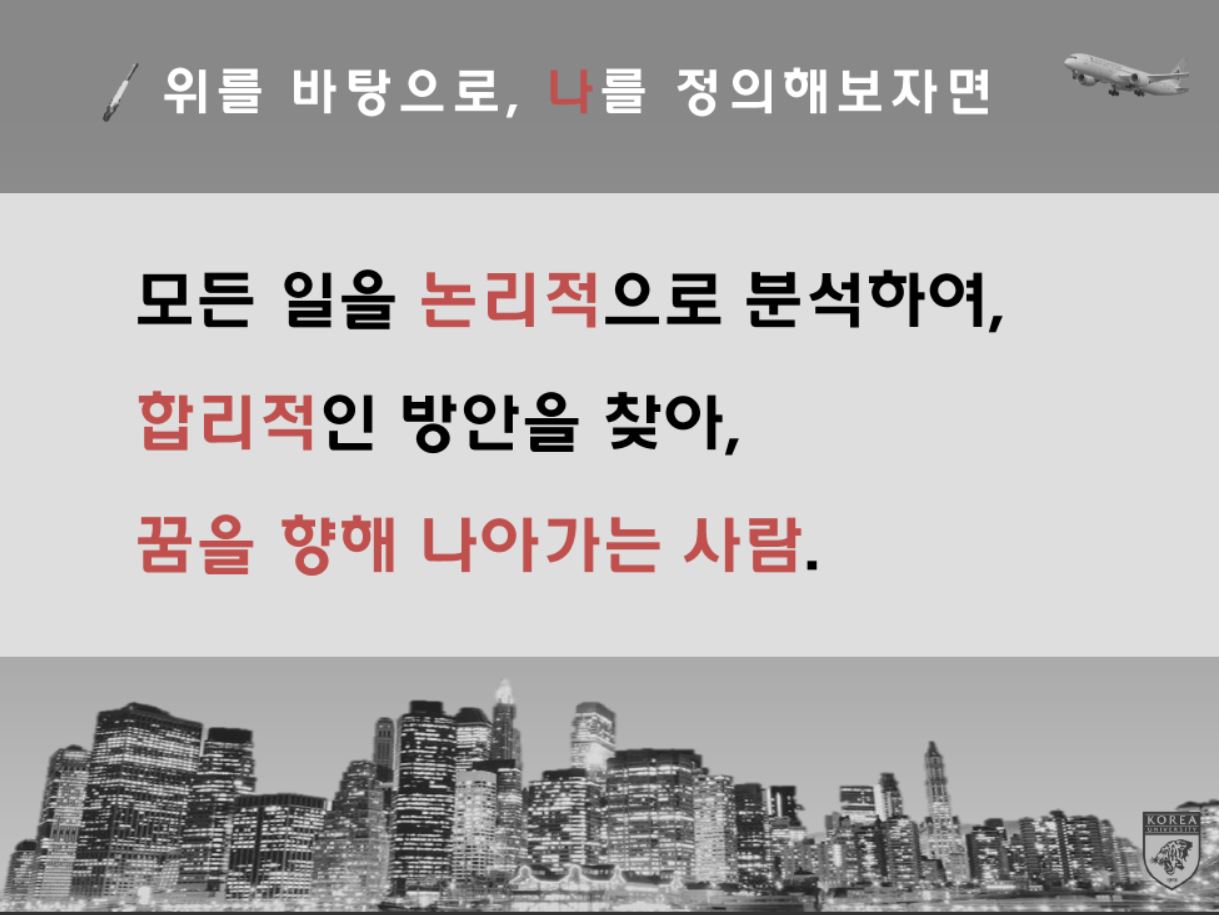 위를 바탕으로, 나를 정의해보자면
모든 일을 논리적으로 분석하여,
합리적인 방안을 찾아,
꿈을 향해 나아가는 사람.
KOREA
UNIVERSITY
1905